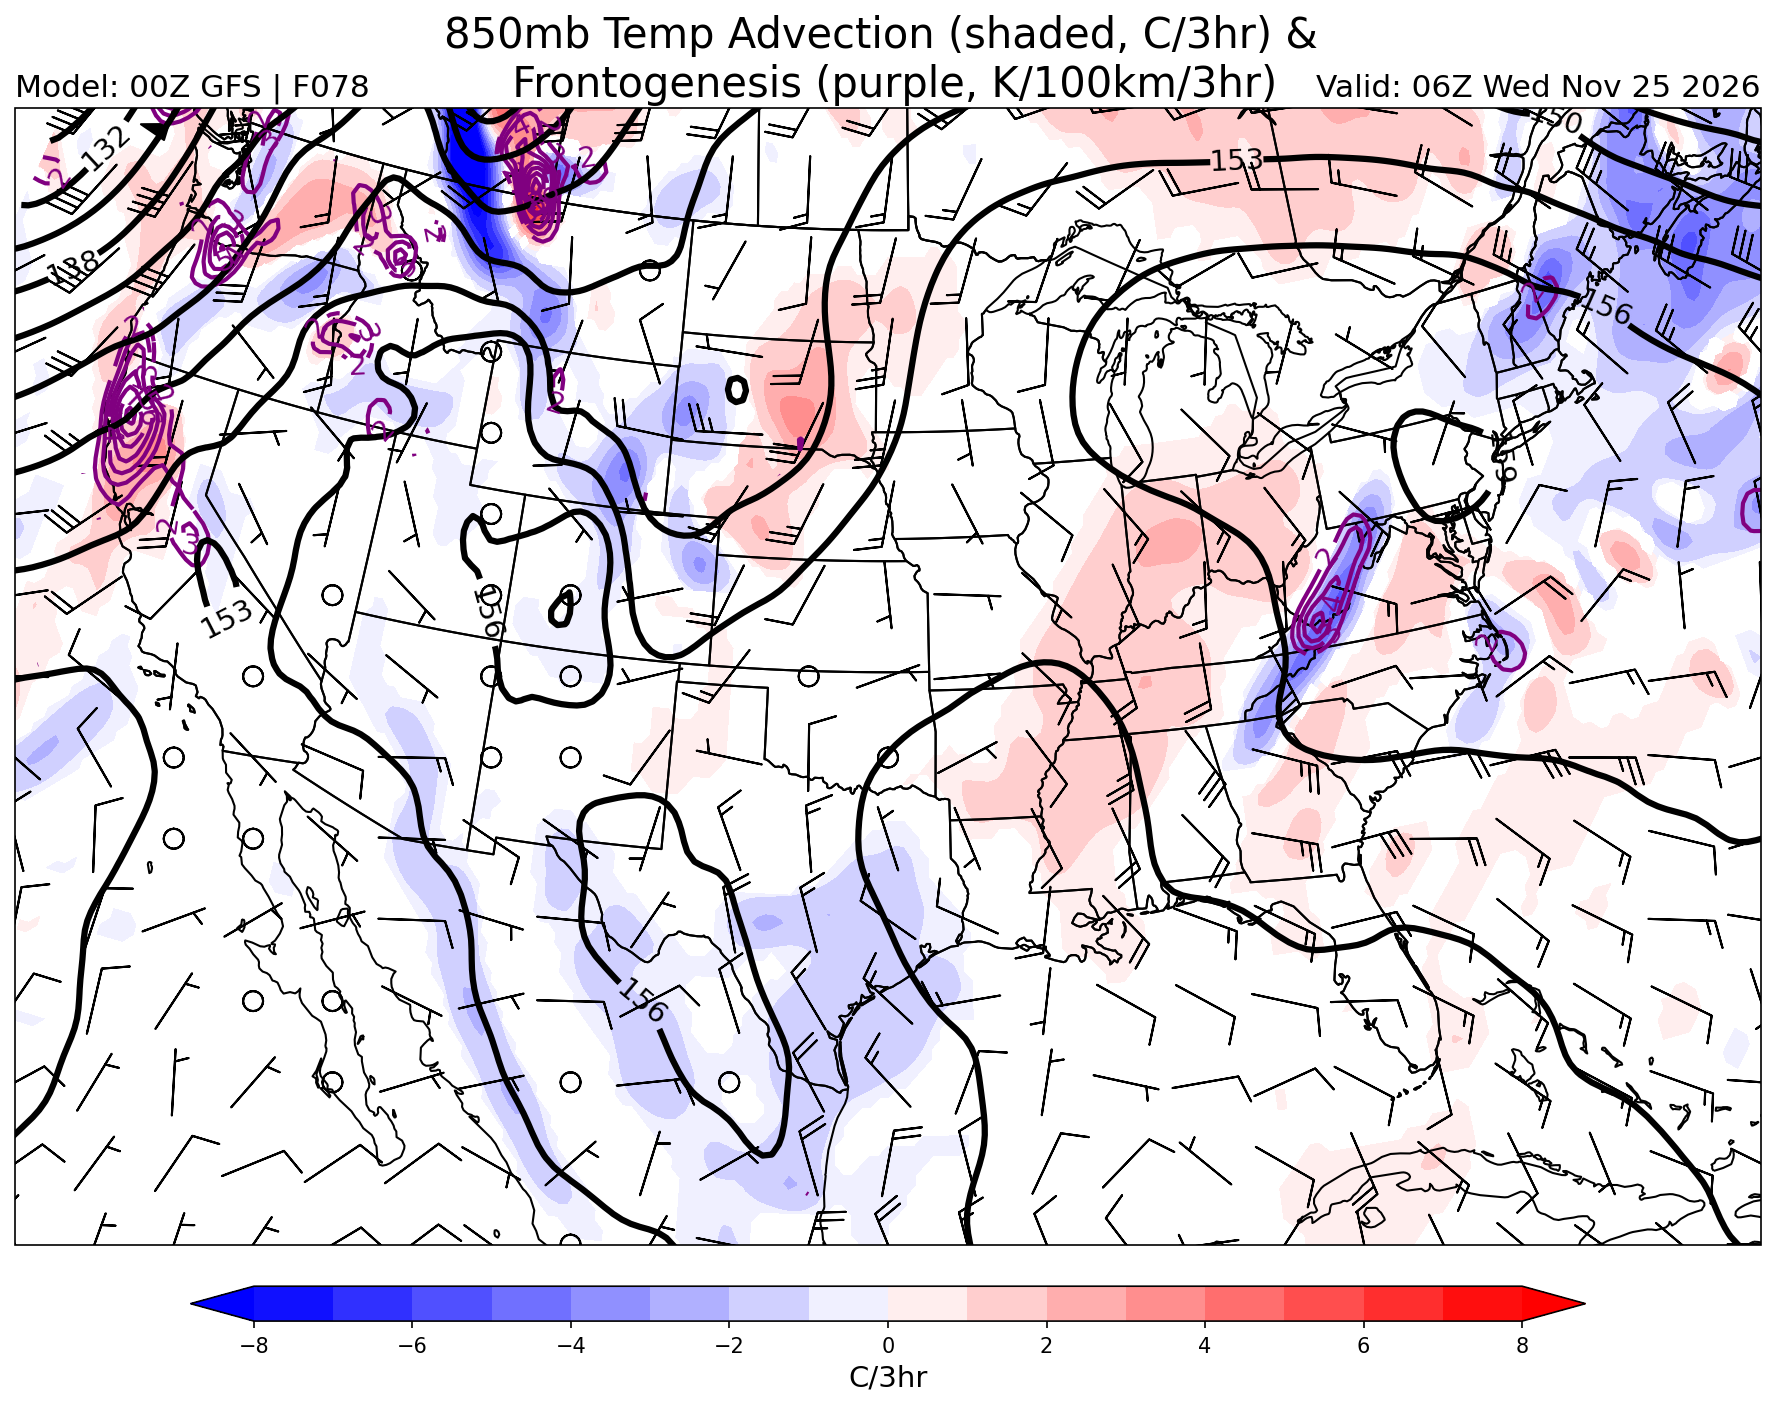 850mb Temp Advection (shaded, C/3hr) &
Frontogenesis (purple, K/100km/3hr)
Model: 00Z GFS | F078
Valid: 06Z Wed Nov 25 2026
132
138
150
153
156
153
156
156
−8 −6 −4 −2 0 2 4 6 8
C/3hr